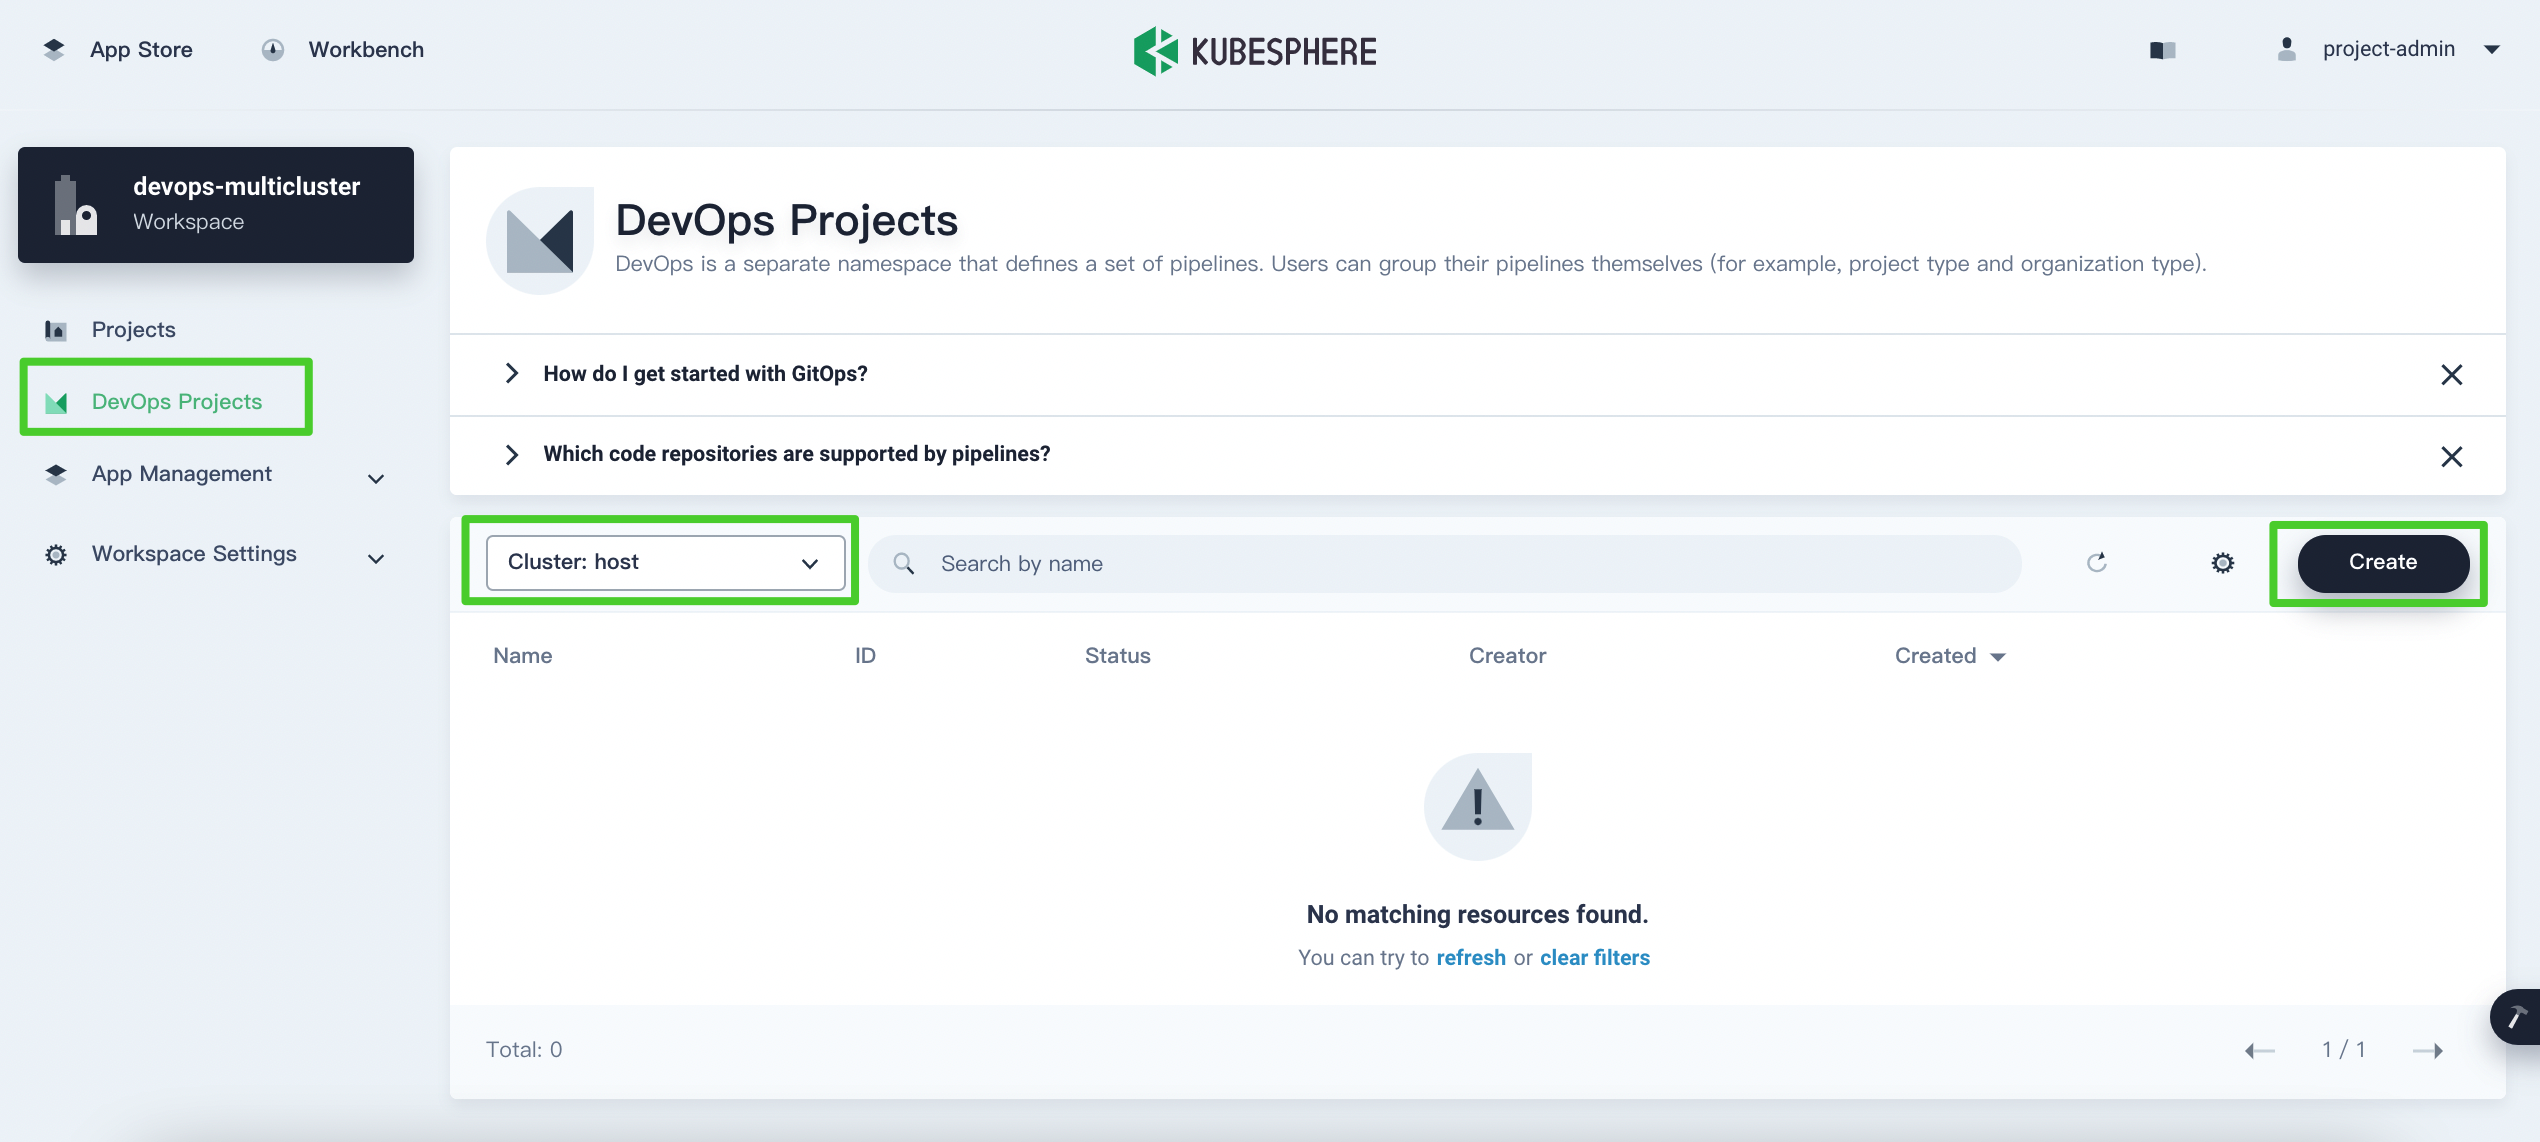 App Store
Workbench
KUBESPHERE
project-admin
devops-multicluster
Workspace
Projects
DevOps Projects
App Management
Workspace Settings
DevOps Projects
DevOps is a separate namespace that defines a set of pipelines. Users can group their pipelines themselves (for example, project type and organization type).
How do I get started with GitOps?
Which code repositories are supported by pipelines?
Cluster: host
Search by name
Create
Name ID Status Creator Created
No matching resources found.
You can try to refresh or clear filters
Total: 0
1 / 1